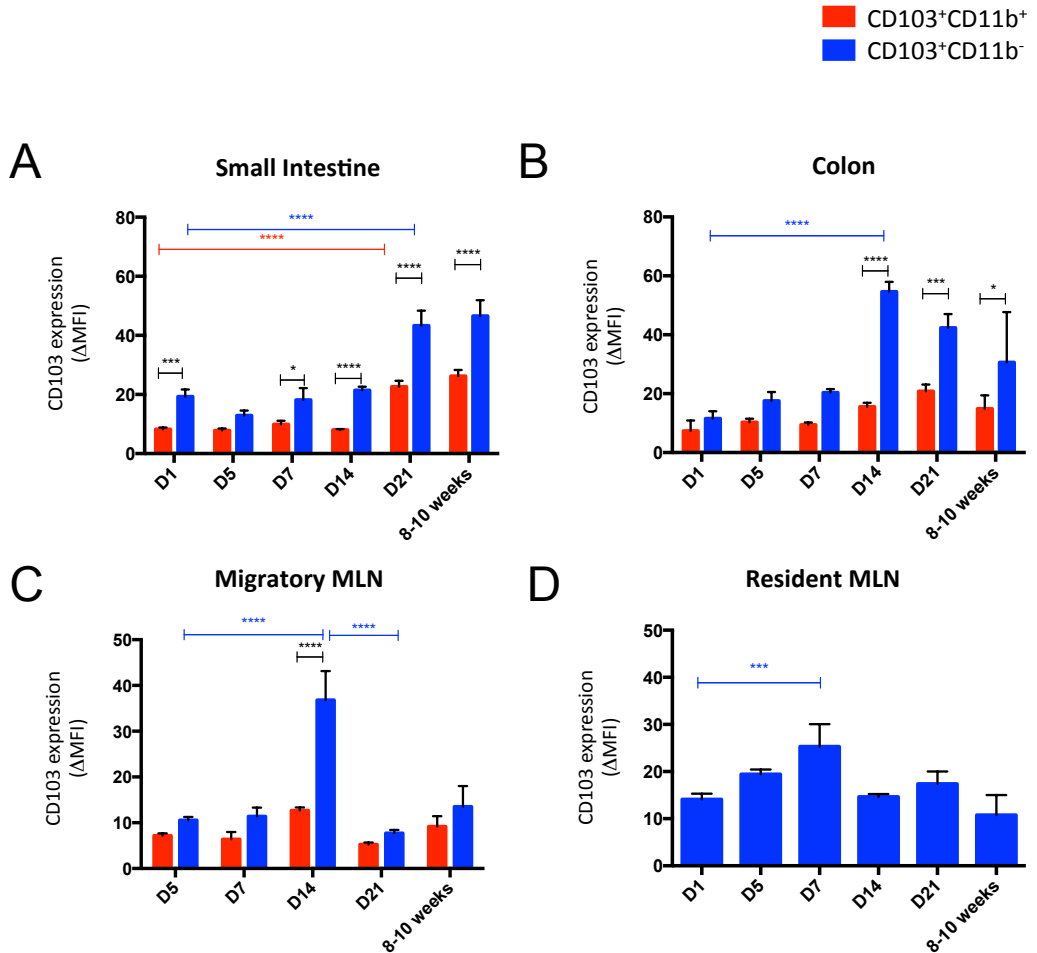 CD103⁺CD11b⁺
CD103⁺CD11b⁻
A
Small Intestine
CD103 expression
(ΔMFI)
80
60
40
20
0
****
****
***
*
****
****
****
D1
D5
D7
D14
D21
8-10 weeks
B
Colon
CD103 expression
(ΔMFI)
80
60
40
20
0
****
****
***
*
D1
D5
D7
D14
D21
8-10 weeks
C
Migratory MLN
CD103 expression
(ΔMFI)
50
40
30
20
10
0
****
****
****
D5
D7
D14
D21
8-10 weeks
D
Resident MLN
CD103 expression
(ΔMFI)
50
40
30
20
10
0
***
D1
D5
D7
D14
D21
8-10 weeks